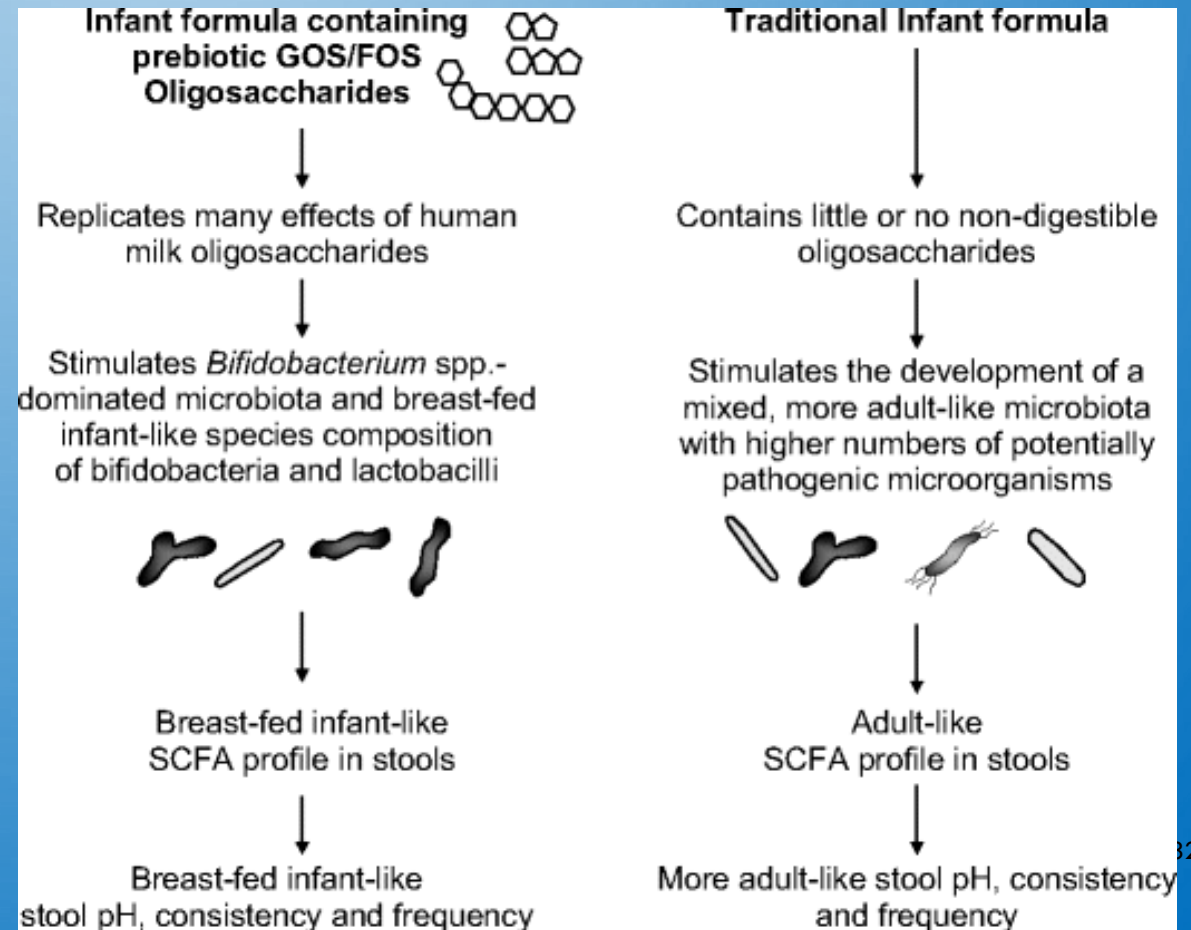 Infant formula containing
prebiotic GOS/FOS
Oligosaccharides
Replicates many effects of human
milk oligosaccharides
Stimulates Bifidobacterium spp.-
dominated microbiota and breast-fed
infant-like species composition
of bifidobacteria and lactobacilli
Breast-fed infant-like
SCFA profile in stools
Breast-fed infant-like
stool pH, consistency and frequency
Traditional Infant formula
Contains little or no non-digestible
oligosaccharides
Stimulates the development of a
mixed, more adult-like microbiota
with higher numbers of potentially
pathogenic microorganisms
Adult-like
SCFA profile in stools
More adult-like stool pH, consistency
and frequency